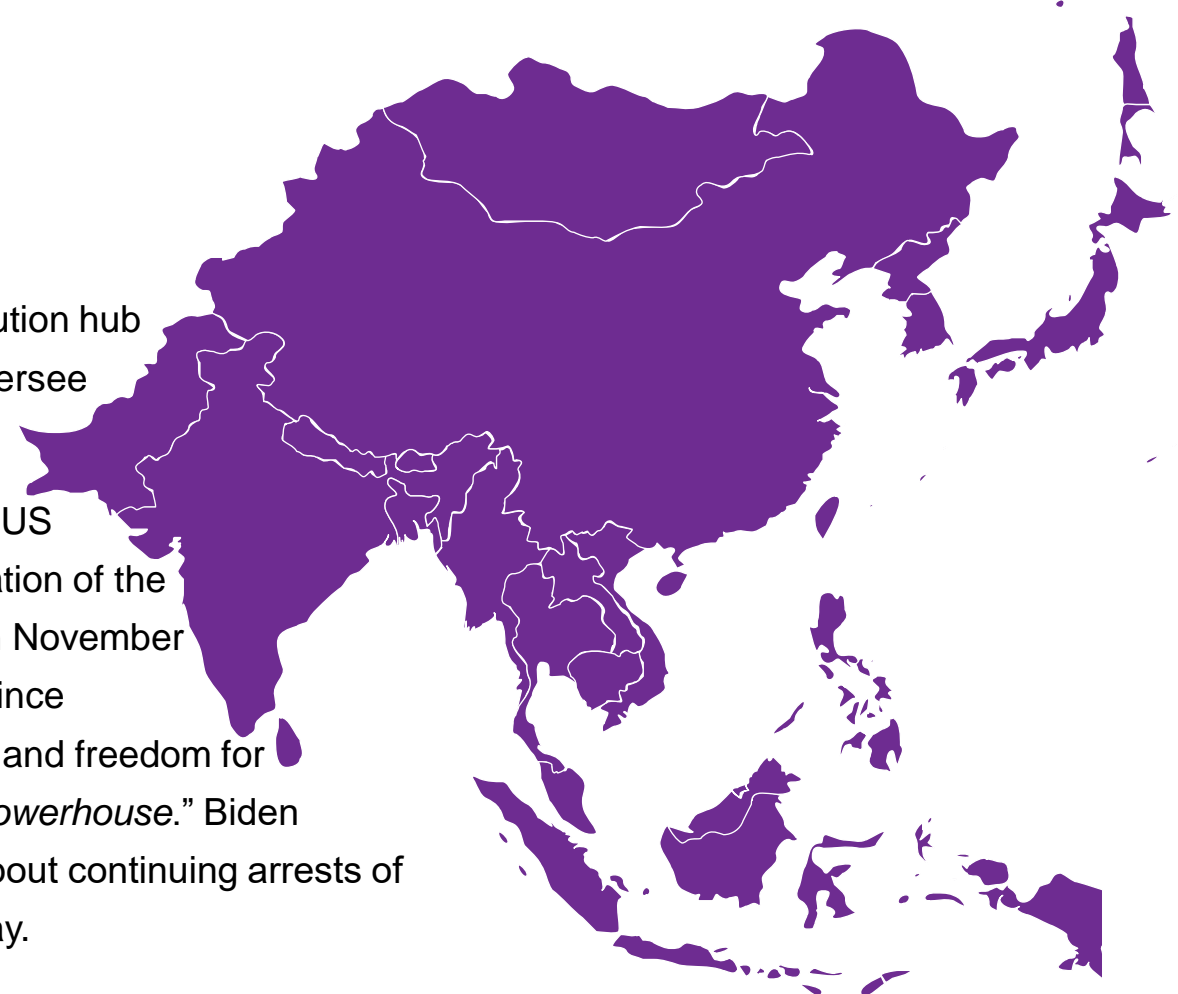 ution hub
ersee
US
ation of the
November
ince
and freedom for
owerhouse.” Biden
bout continuing arrests of
ay.